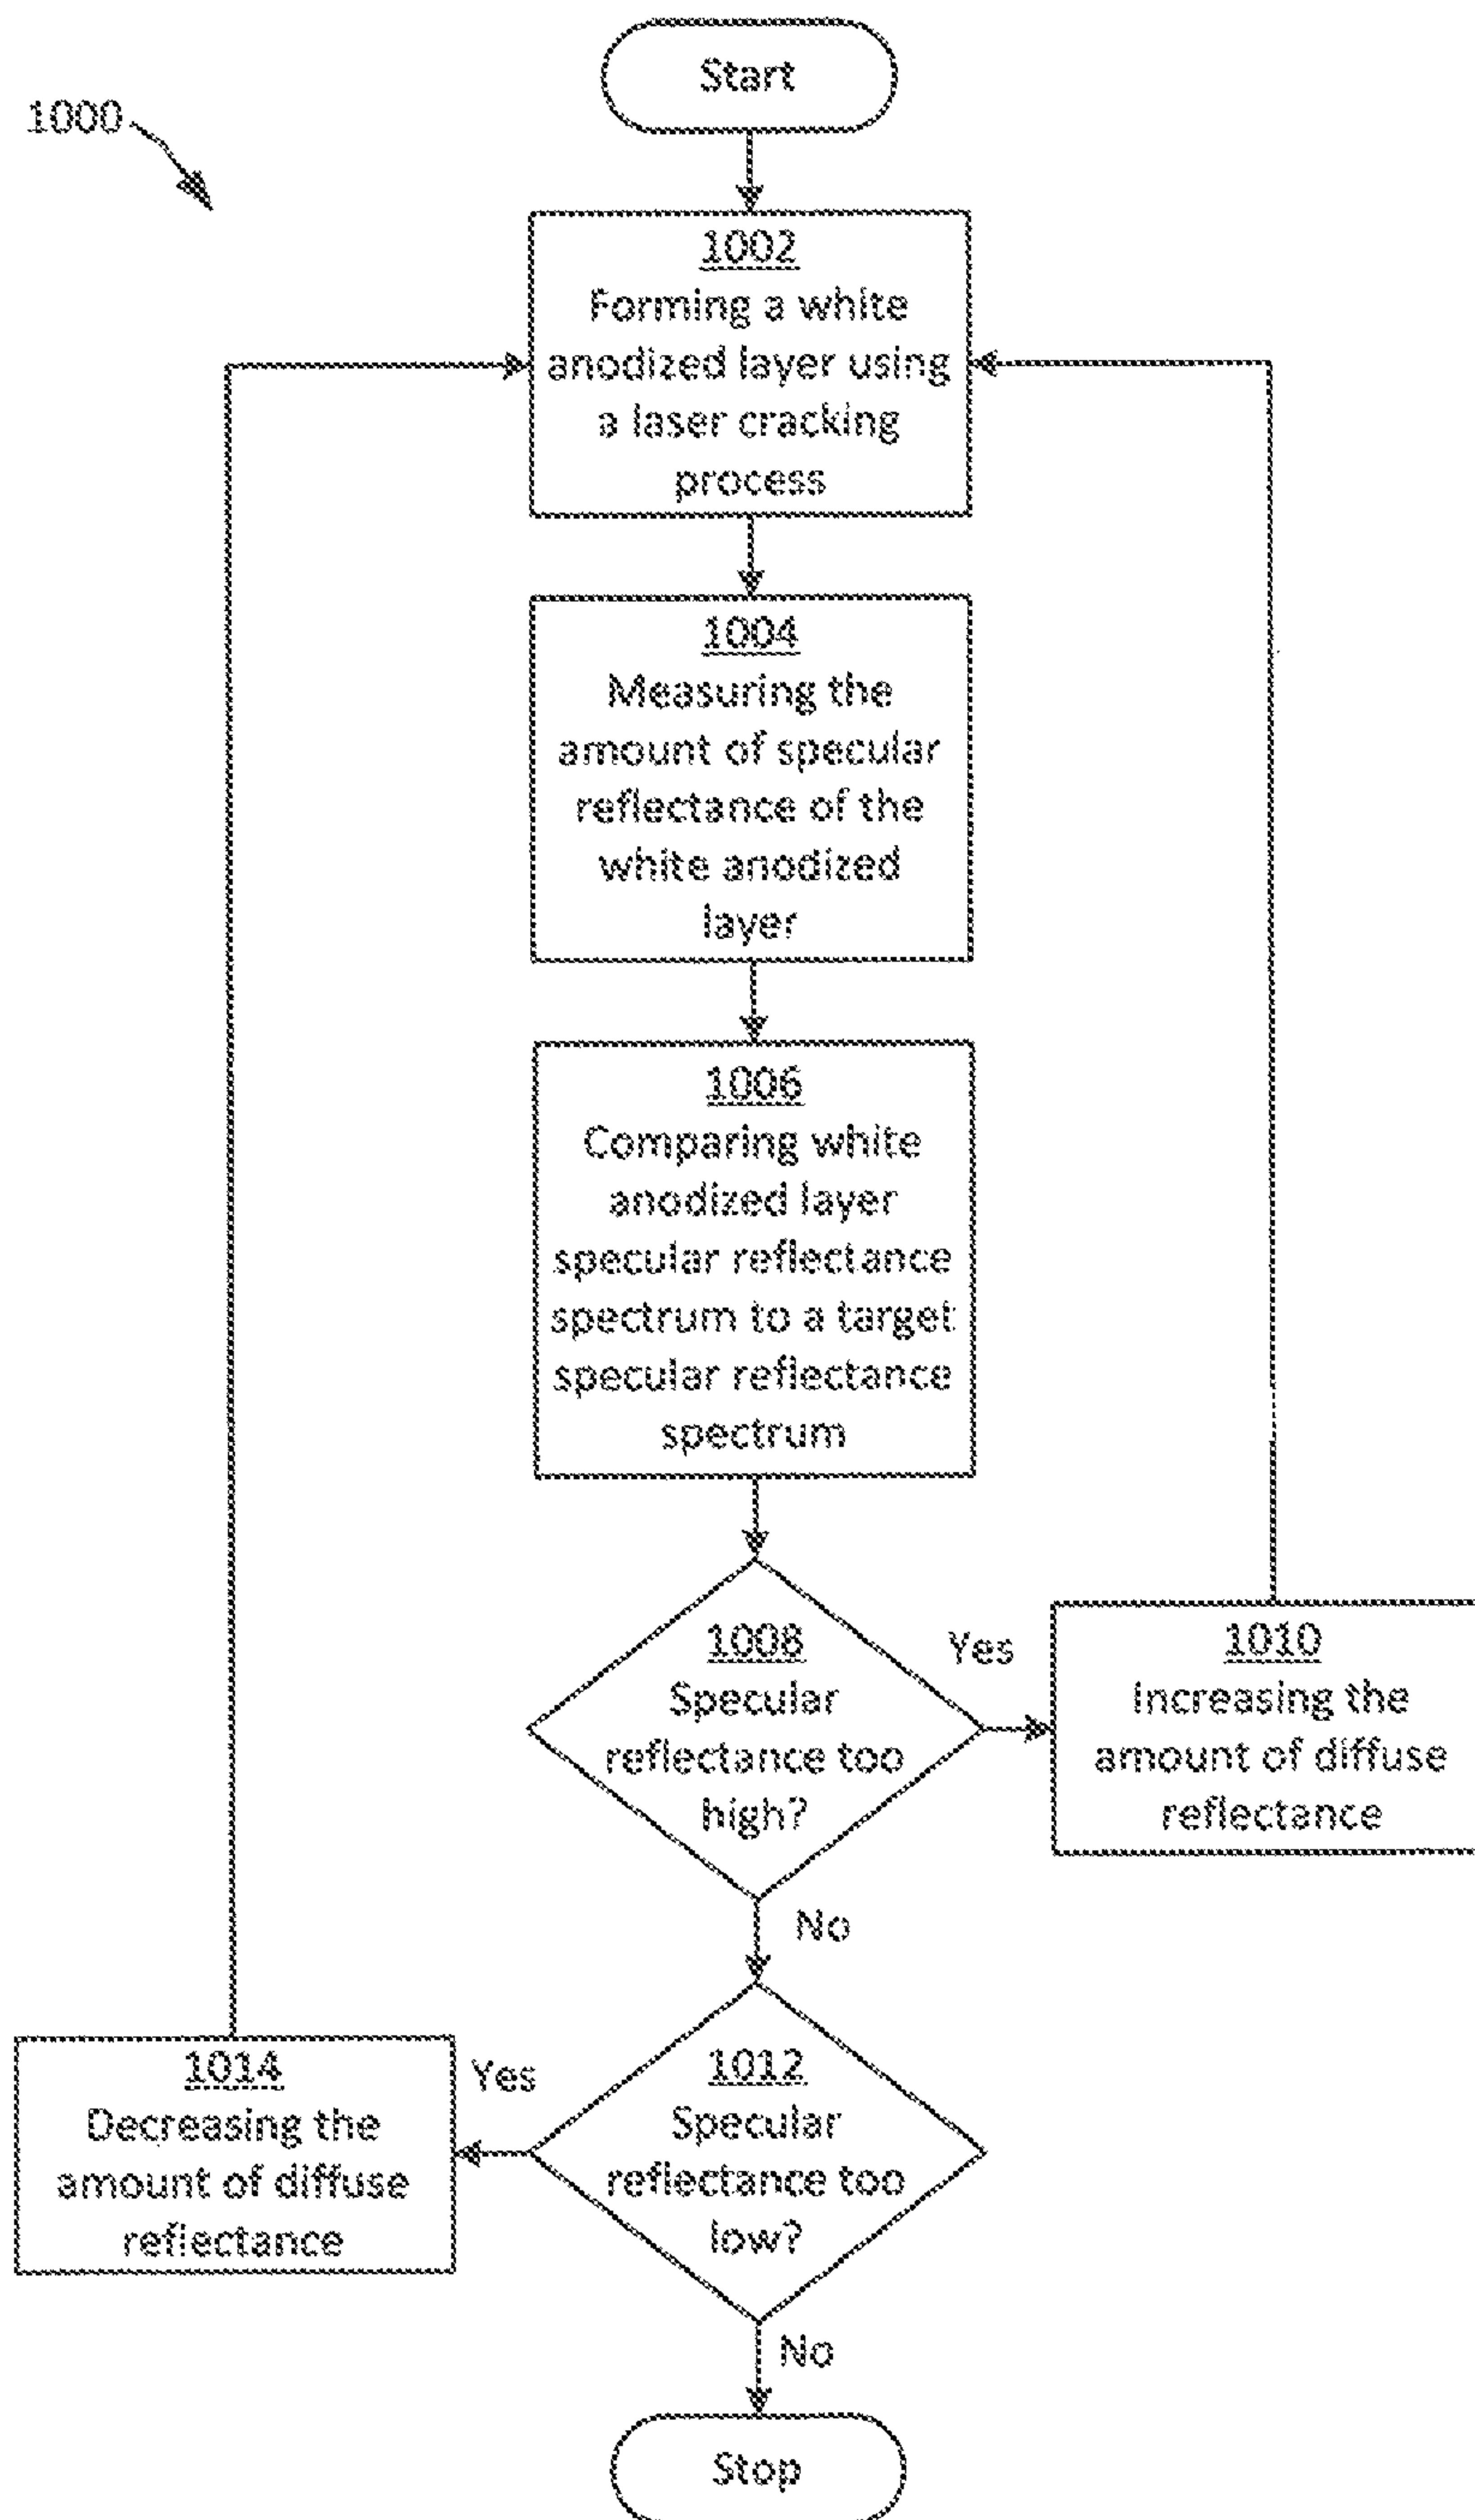 Start
1000
1002
Forming a white
anodized layer using
a laser cracking
process
1004
Measuring the
amount of specular
reflectance of the
white anodized
layer
1006
Comparing white
anodized layer
specular reflectance
spectrum to a target
specular reflectance
spectrum
1008
Specular
reflectance too
high?
Yes
1010
Increasing the
amount of diffuse
reflectance
No
1012
Specular
reflectance too
low?
Yes
1014
Decreasing the
amount of diffuse
reflectance
No
Stop